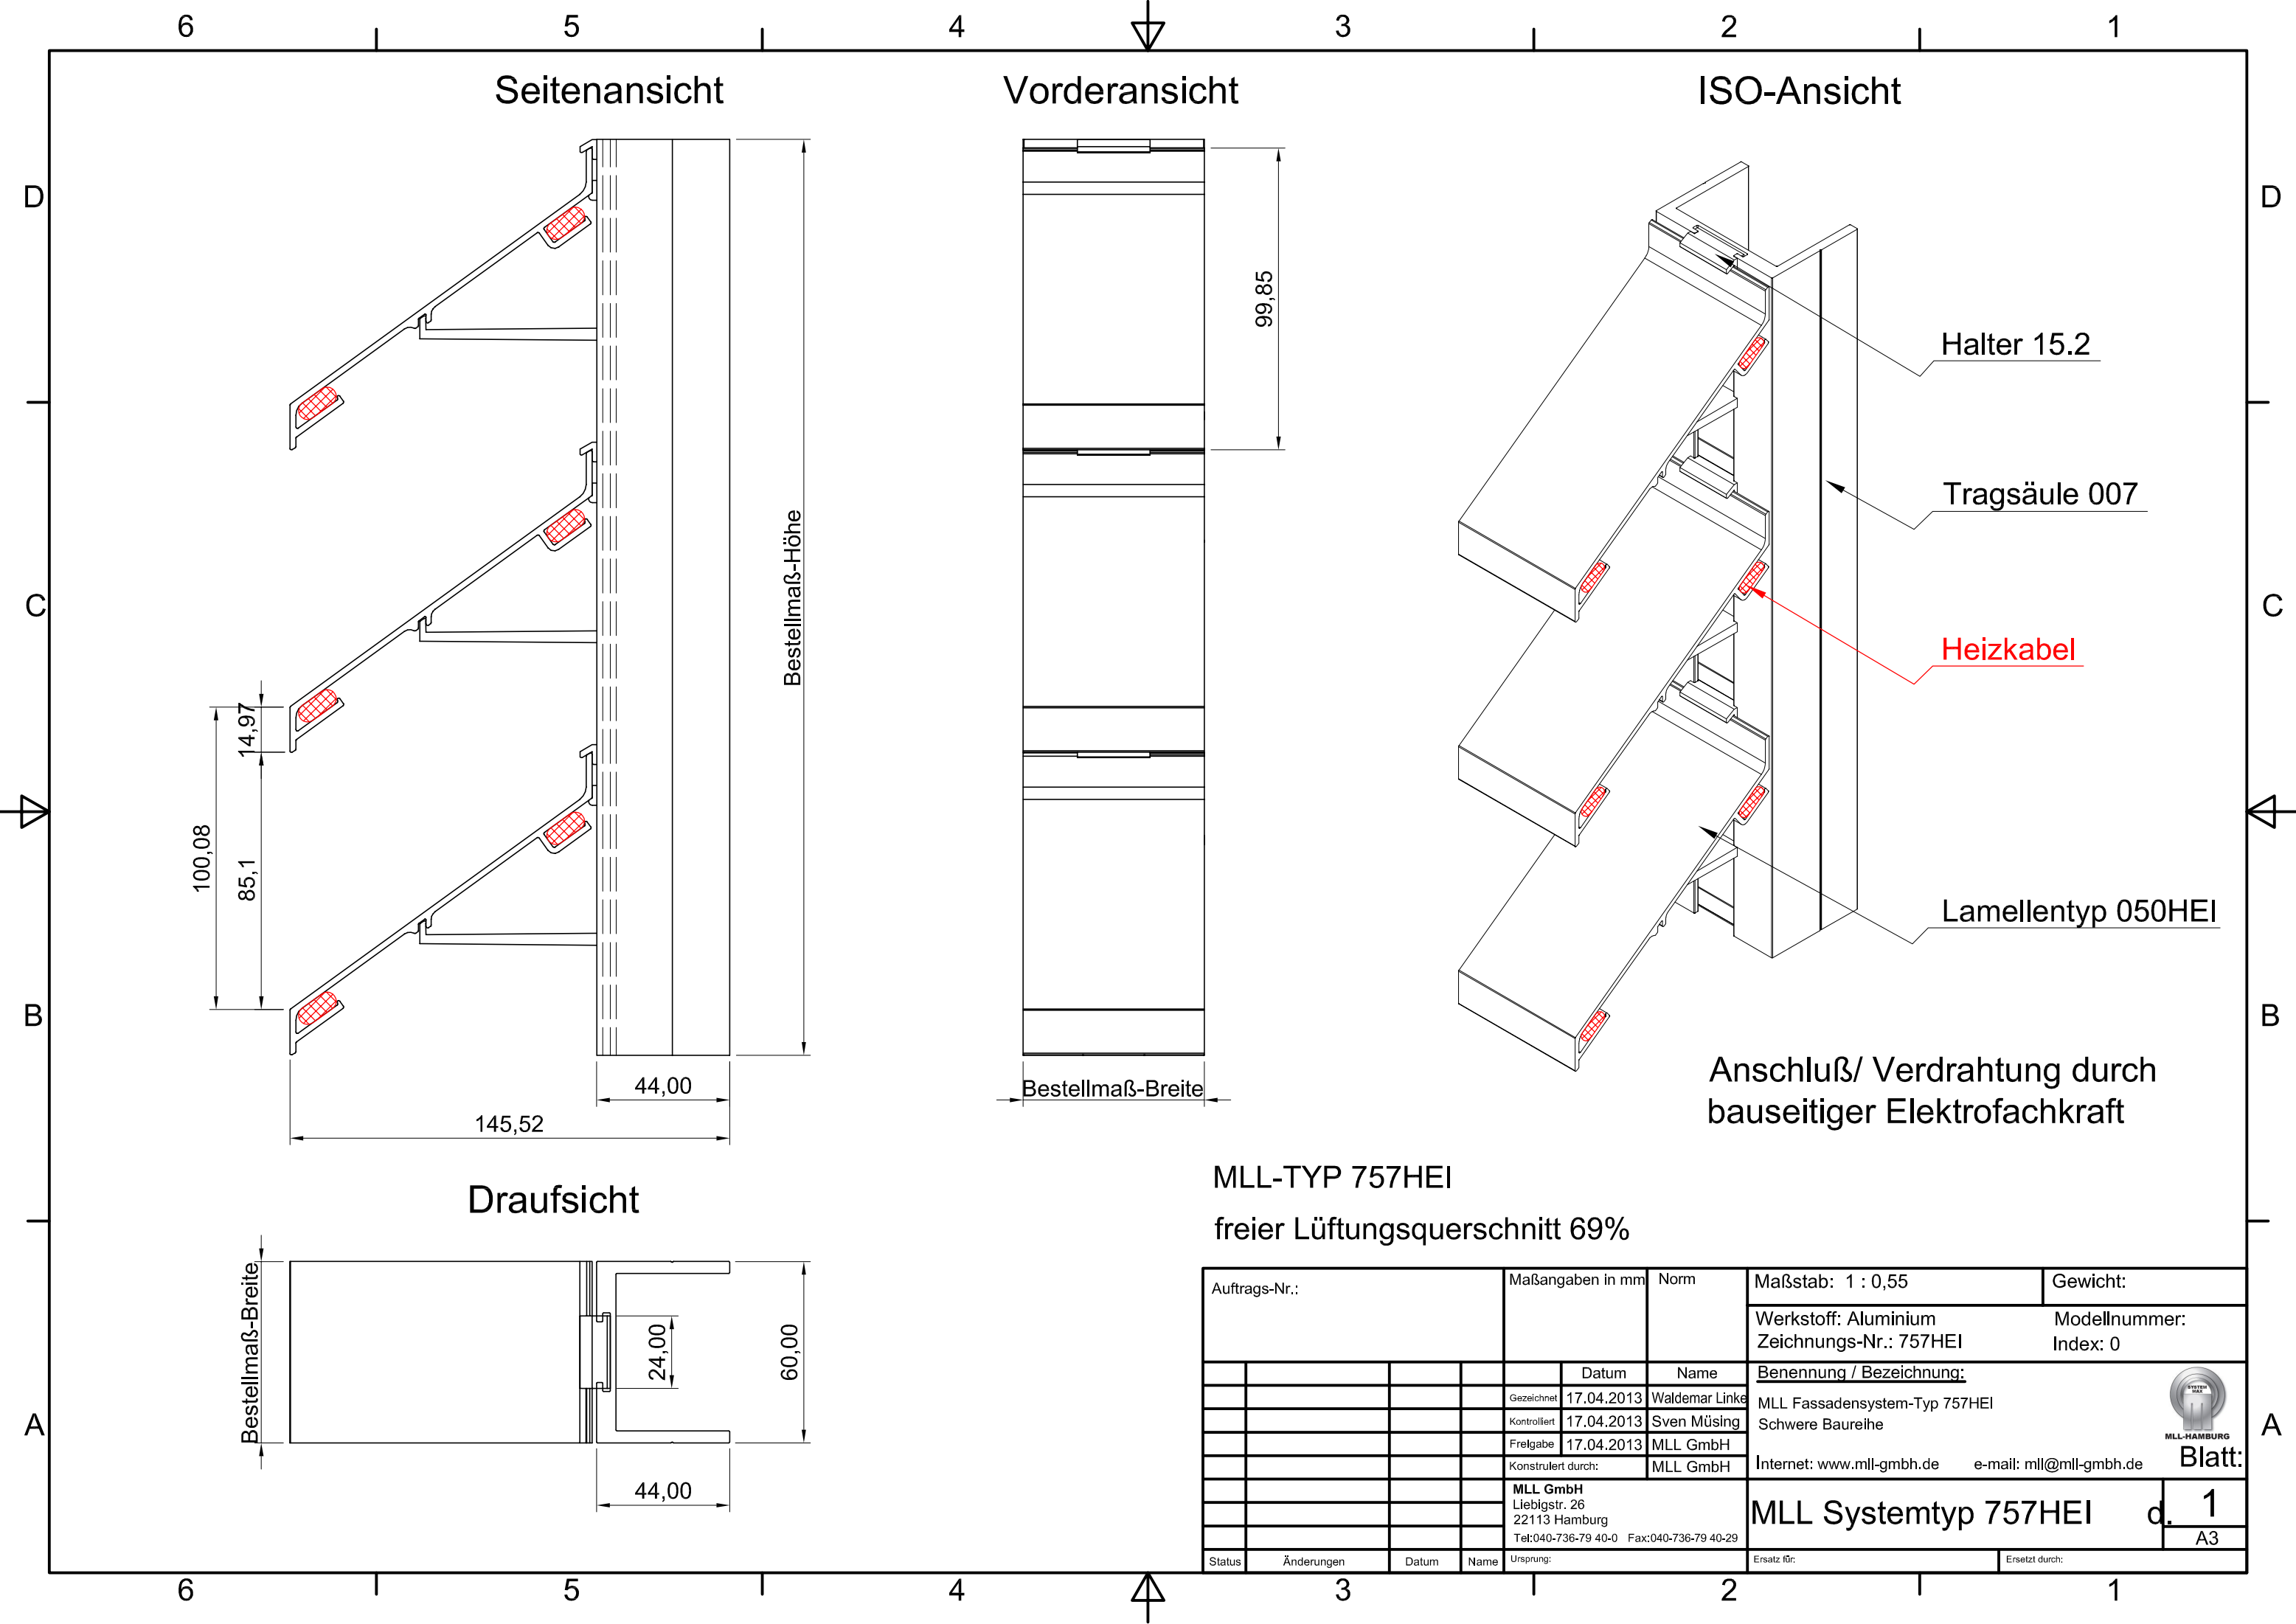 6 5 4 3 2 1
Seitenansicht
Vorderansicht
ISO-Ansicht
D
D
99,85
Halter 15.2
Tragsäule 007
Bestellmaß-Höhe
C
C
Heizkabel
14,97
100,08
85,1
Lamellentyp 050HEI
B
B
44,00
145,52
Bestellmaß-Breite
Anschluß/ Verdrahtung durch
bauseitiger Elektrofachkraft
MLL-TYP 757HEI
freier Lüftungsquerschnitt 69%
Draufsicht
Bestellmaß-Breite
24,00
60,00
44,00
A
A
Auftrags-Nr.:
Maßangaben in mm
Norm
Maßstab: 1 : 0,55
Gewicht:
Werkstoff: Aluminium
Modellnummer:
Zeichnungs-Nr.: 757HEI
Index: 0
Datum Name
Gezeichnet 17.04.2013 Waldemar Linke
Kontrolliert 17.04.2013 Sven Müsing
Freigabe 17.04.2013 MLL GmbH
Konstruiert durch: MLL GmbH
Benennung / Bezeichnung:
MLL Fassadensystem-Typ 757HEI
Schwere Baureihe
Internet: www.mll-gmbh.de e-mail: mll@mll-gmbh.de
SYSTEM
MAX
MLL-HAMBURG
Blatt:
MLL GmbH
Liebigstr. 26
22113 Hamburg
Tel:040-736-79 40-0 Fax:040-736-79 40-29
MLL Systemtyp 757HEI
d.
1
A3
Status Änderungen Datum Name
Ursprung:
Ersatz für:
Ersetzt durch:
6 5 4 3 2 1